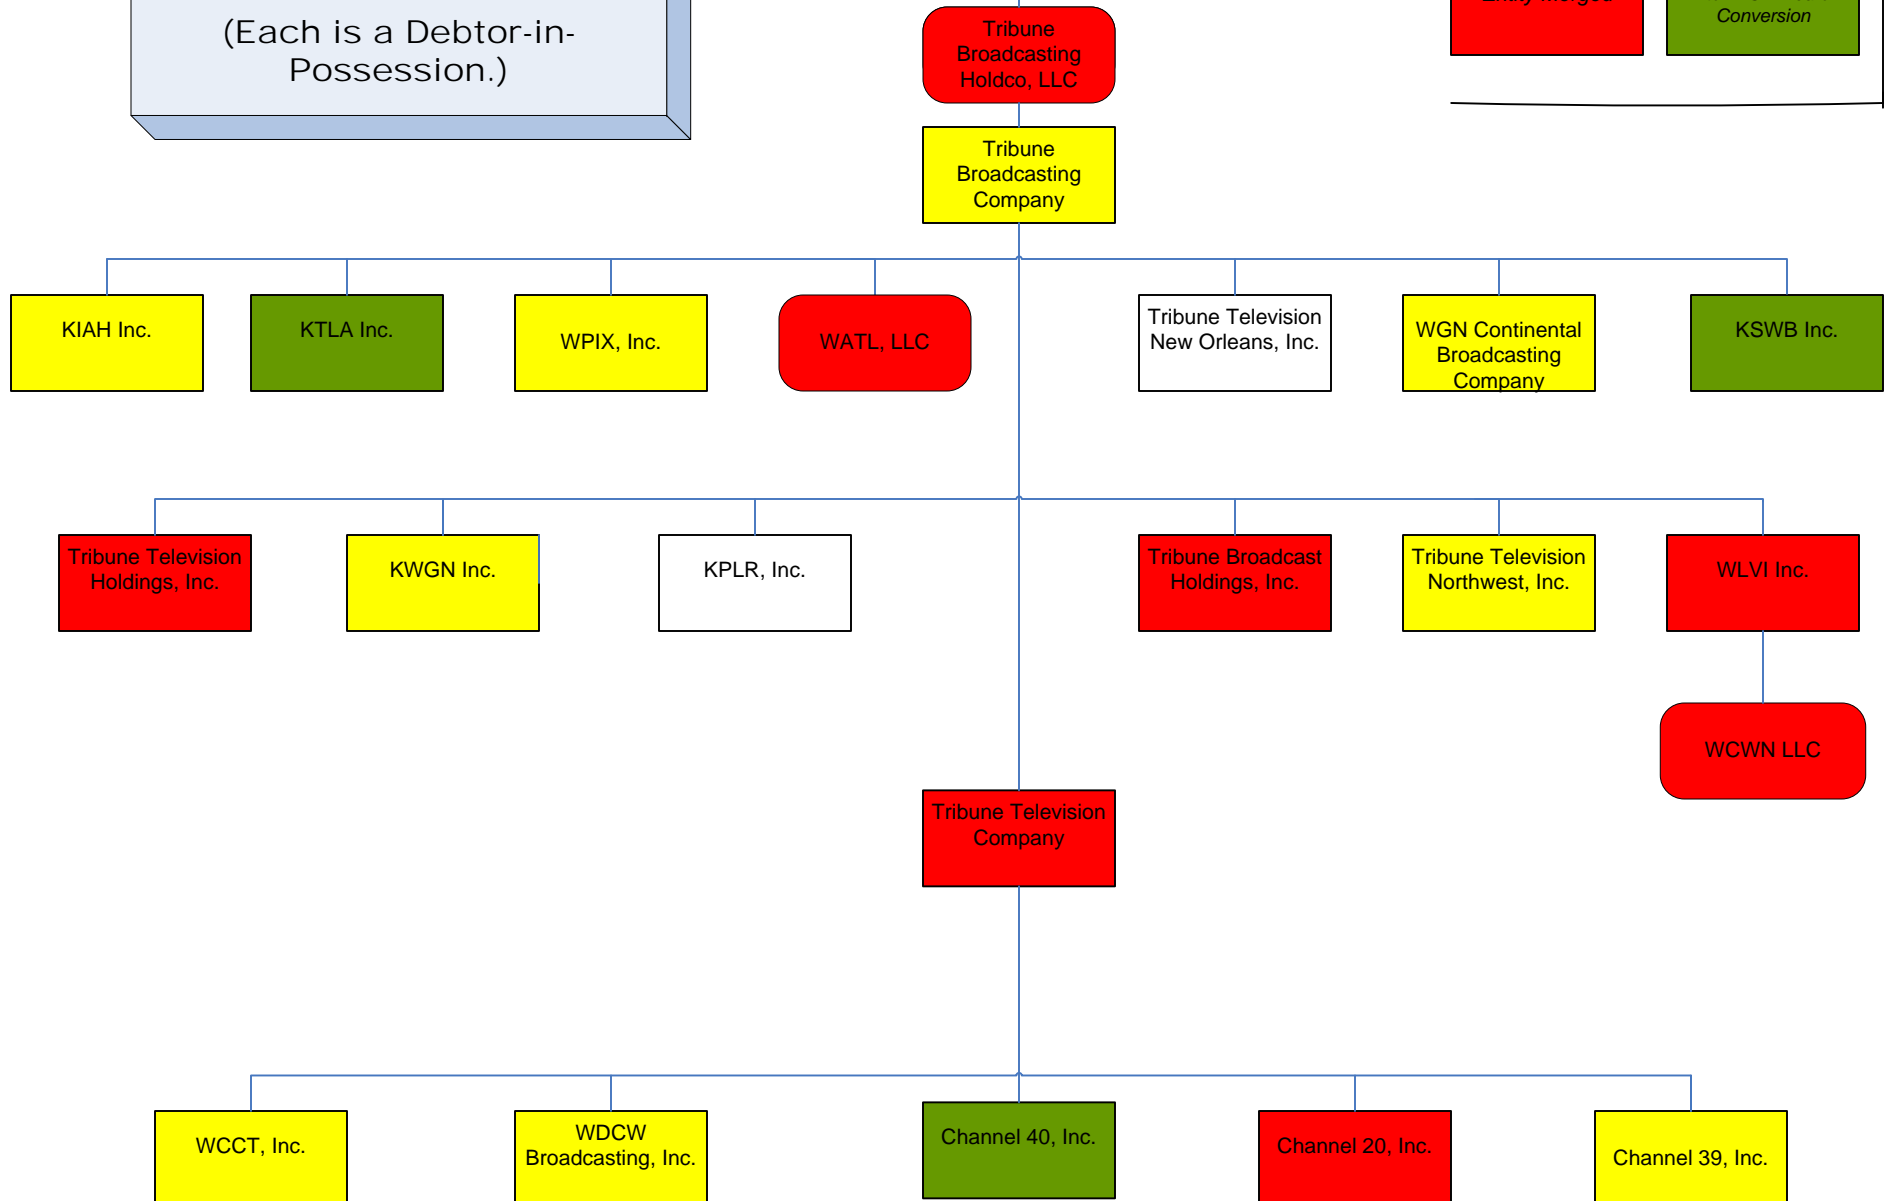 (Each is a Debtor-in-
Possession.)
Entity Merged
Conversion
Tribune
Broadcasting
Holdco, LLC
Tribune
Broadcasting
Company
KIAH Inc.
KTLA Inc.
WPIX, Inc.
WATL, LLC
Tribune Television
New Orleans, Inc.
WGN Continental
Broadcasting
Company
KSWB Inc.
Tribune Television
Holdings, Inc.
KWGN Inc.
KPLR, Inc.
Tribune Broadcast
Holdings, Inc.
Tribune Television
Northwest, Inc.
WLVI Inc.
WCWN LLC
Tribune Television
Company
WCCT, Inc.
WDCW
Broadcasting, Inc.
Channel 40, Inc.
Channel 20, Inc.
Channel 39, Inc.